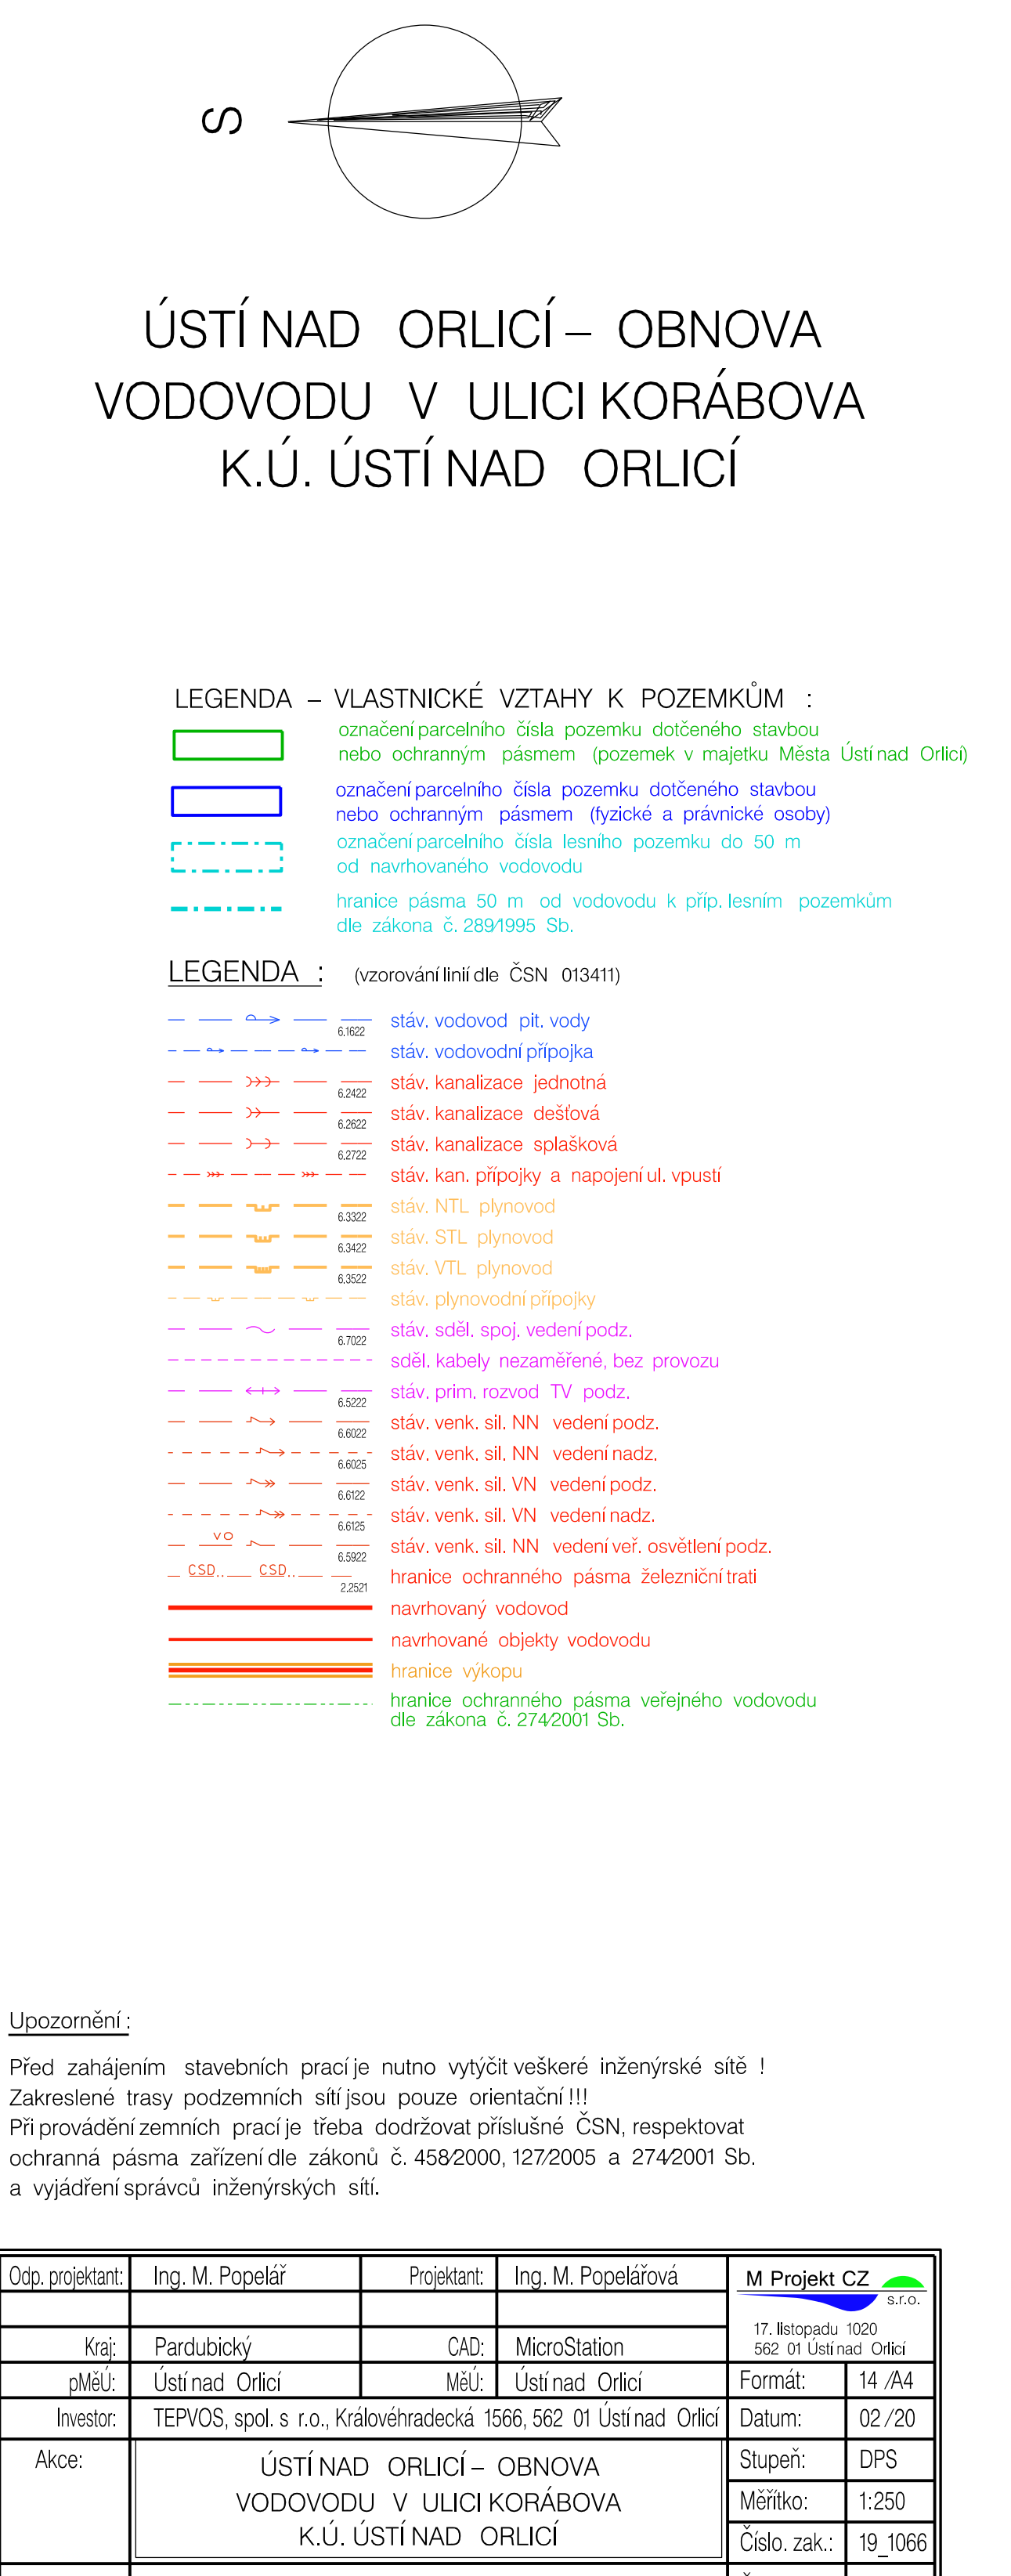 S
ÚSTÍ NAD ORLICÍ – OBNOVA
VODOVODU V ULICI KORÁBOVA
K.Ú. ÚSTÍ NAD ORLICÍ
LEGENDA – VLASTNICKÉ VZTAHY K POZEMKŮM :
označení parcelního čísla pozemku dotčeného stavbou
nebo ochranným pásmem (pozemek v majetku Města Ústí nad Orlicí)
označení parcelního čísla pozemku dotčeného stavbou
nebo ochranným pásmem (fyzické a právnické osoby)
označení parcelního čísla lesního pozemku do 50 m
od navrhovaného vodovodu
hranice pásma 50 m od vodovodu k příp. lesním pozemkům
dle zákona č. 289/1995 Sb.
LEGENDA : (vzorování linií dle ČSN 013411)
6.1622 stáv. vodovod pit. vody
stáv. vodovodní přípojka
6.2422 stáv. kanalizace jednotná
6.2622 stáv. kanalizace dešťová
6.2722 stáv. kanalizace splašková
stáv. kan. přípojky a napojení ul. vpustí
6.3322 stáv. NTL plynovod
6.3422 stáv. STL plynovod
6.3522 stáv. VTL plynovod
stáv. plynovodní přípojky
6.7022 stáv. sděl. spoj. vedení podz.
sděl. kabely nezaměřené, bez provozu
6.5222 stáv. prim. rozvod TV podz.
6.6022 stáv. venk. sil. NN vedení podz.
6.6025 stáv. venk. sil. NN vedení nadz.
6.6122 stáv. venk. sil. VN vedení podz.
6.6125 stáv. venk. sil. VN vedení nadz.
VO 6.5922 stáv. venk. sil. NN vedení veř. osvětlení podz.
CSD.. CSD.. 2.2521 hranice ochranného pásma železniční trati
navrhovaný vodovod
navrhované objekty vodovodu
hranice výkopu
hranice ochranného pásma veřejného vodovodu
dle zákona č. 274/2001 Sb.
Upozornění :
Před zahájením stavebních prací je nutno vytýčit veškeré inženýrské sítě !
Zakreslené trasy podzemních sítí jsou pouze orientační !!!
Při provádění zemních prací je třeba dodržovat příslušné ČSN, respektovat
ochranná pásma zařízení dle zákonů č. 458/2000, 127/2005 a 274/2001 Sb.
a vyjádření správců inženýrských sítí.
Odp. projektant: Ing. M. Popelář Projektant: Ing. M. Popelářová
M Projekt CZ
s.r.o.
17. listopadu 1020
562 01 Ústí nad Orlicí
Kraj: Pardubický CAD: MicroStation
pMěÚ: Ústí nad Orlicí MěÚ: Ústí nad Orlicí Formát: 14 /A4
Investor: TEPVOS, spol. s r.o., Královéhradecká 1566, 562 01 Ústí nad Orlicí Datum: 02 /20
Akce: ÚSTÍ NAD ORLICÍ – OBNOVA
VODOVODU V ULICI KORÁBOVA
K.Ú. ÚSTÍ NAD ORLICÍ
Stupeň: DPS
Měřítko: 1:250
Číslo. zak.: 19_1066